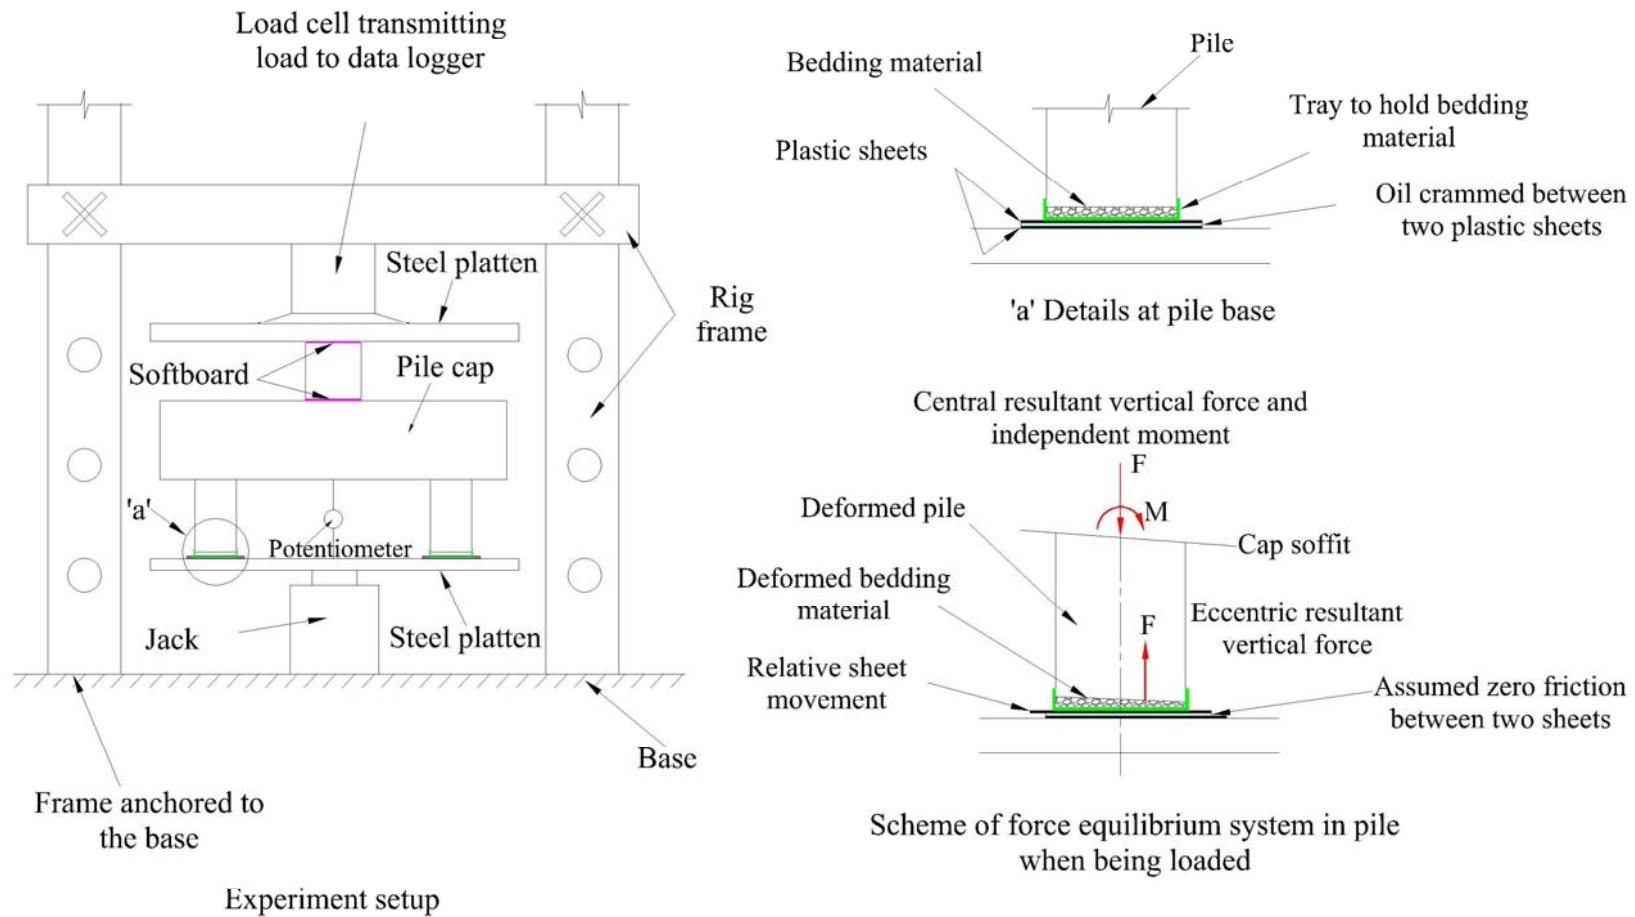 Load cell transmitting
load to data logger
Steel platten
Rig
frame
Softboard
Pile cap
'a'
Potentiometer
Jack
Steel platten
Base
Frame anchored to
the base
Experiment setup
Pile
Bedding material
Tray to hold bedding
material
Plastic sheets
Oil crammed between
two plastic sheets
'a' Details at pile base
Central resultant vertical force and
independent moment
F
M
Deformed pile
Cap soffit
Deformed bedding
material
Eccentric resultant
vertical force
F
Relative sheet
movement
Assumed zero friction
between two sheets
Scheme of force equilibrium system in pile
when being loaded